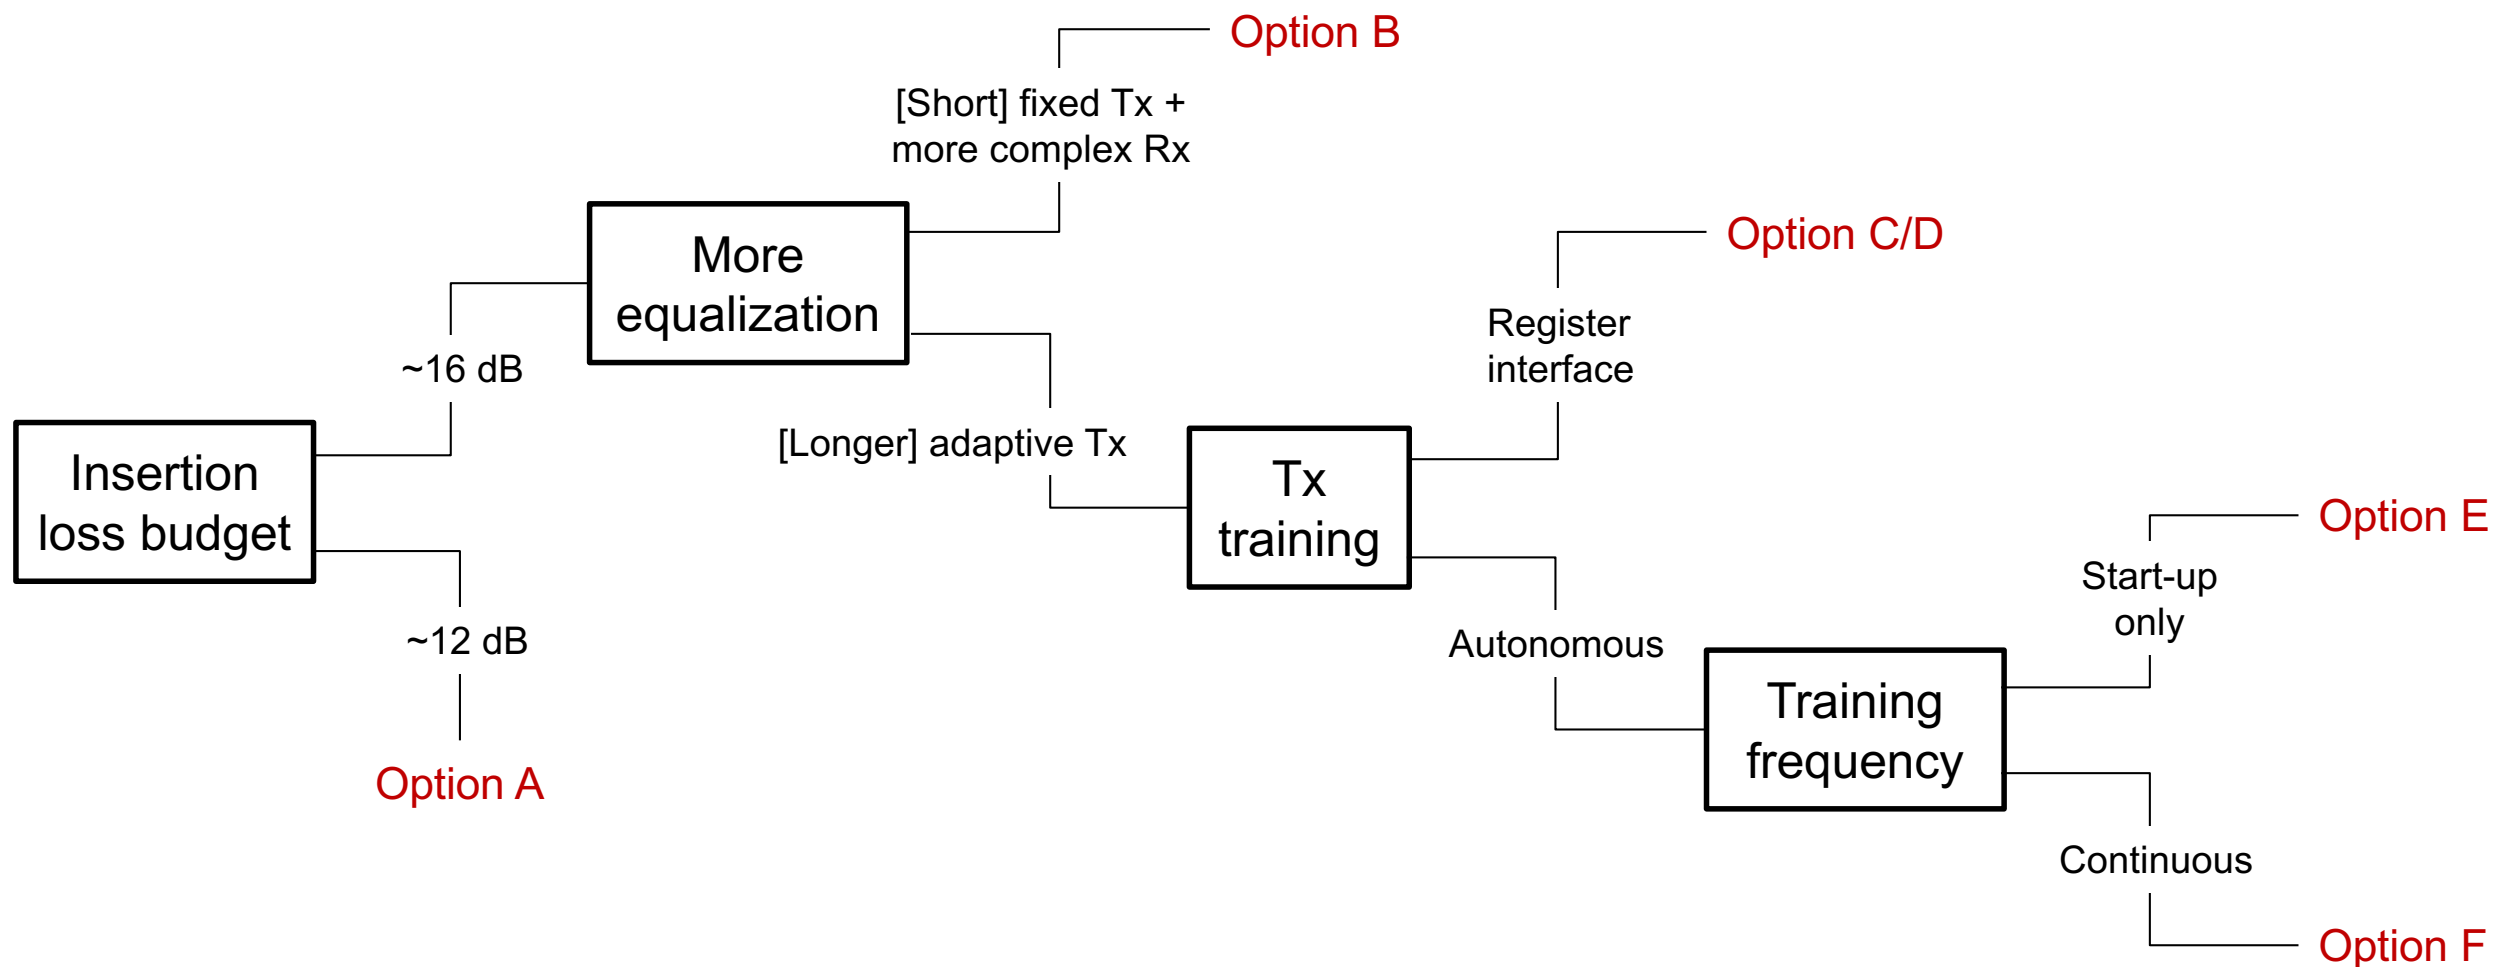 Option B
[Short] fixed Tx +
more complex Rx
More
equalization
Option C/D
Register
interface
~16 dB
[Longer] adaptive Tx
Insertion
loss budget
Tx
training
Option E
Start-up
only
~12 dB
Autonomous
Training
frequency
Option A
Continuous
Option F